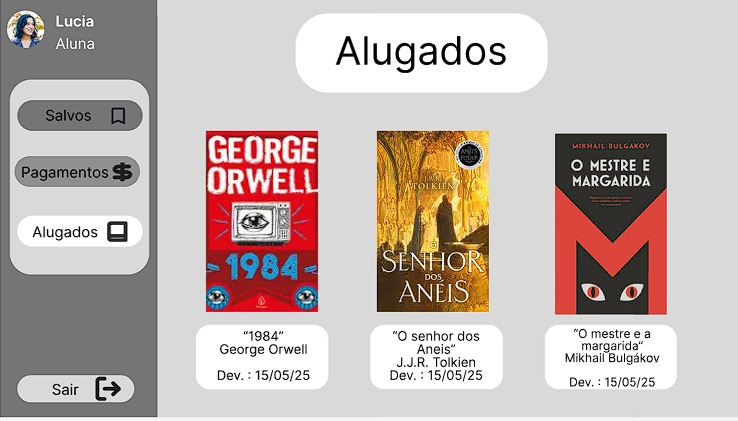 Lucia
Aluna
Salvos
Pagamentos
Alugados
Sair
Alugados
GEORGE
ORWELL
1984
J.R.R.
TOLKIEN
O
SENHOR
DOS
ANÉIS
MIKHAIL BULGAKOV
O MESTRE E
MARGARIDA
“1984”
George Orwell
Dev. : 15/05/25
“O senhor dos
Aneis”
J.J.R. Tolkien
Dev. : 15/05/25
“O mestre e a
margarida”
Mikhail Bulgákov
Dev. : 15/05/25